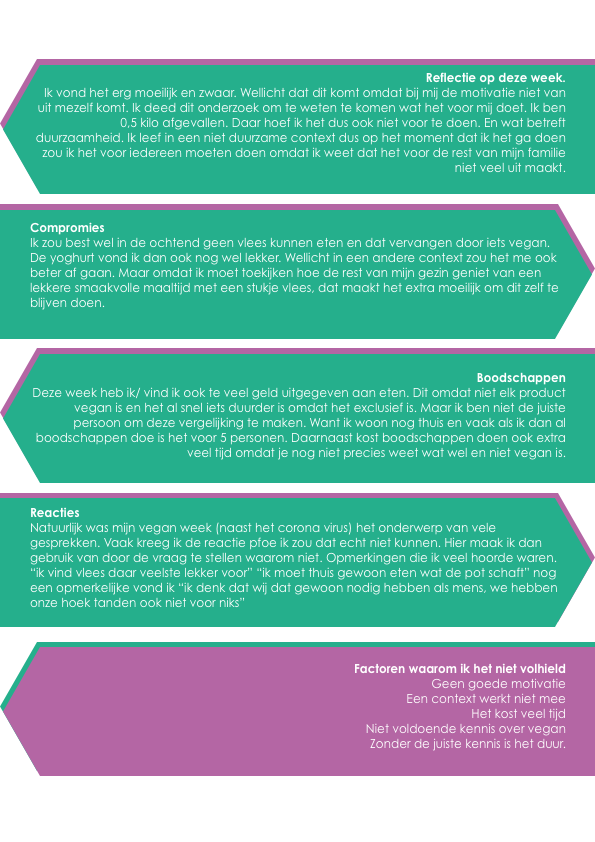 Reflectie op deze week.
Ik vond het erg moeilijk en zwaar. Wellicht dat dit komt omdat bij mij de motivatie niet van
uit mezelf komt. Ik deed dit onderzoek om te weten te komen wat het voor mij doet. Ik ben
0,5 kilo afgevallen. Daar hoef ik het dus ook niet voor te doen. En wat betreft
duurzaamheid. Ik leef in een niet duurzame context dus op het moment dat ik het ga doen
zou ik het voor iedereen moeten doen omdat ik weet dat het voor de rest van mijn familie
niet veel uit maakt.
Compromies
Ik zou best wel in de ochtend geen vlees kunnen eten en dat vervangen door iets vegan.
De yoghurt vond ik dan ook nog wel lekker. Wellicht in een andere context zou het me ook
beter af gaan. Maar omdat ik moet toekijken hoe de rest van mijn gezin geniet van een
lekkere smaakvolle maaltijd met een stukje vlees, dat maakt het extra moeilijk om dit zelf te
blijven doen.
Boodschappen
Deze week heb ik/ vind ik ook te veel geld uitgegeven aan eten. Dit omdat niet elk product
vegan is en het al snel iets duurder is omdat het exclusief is. Maar ik ben niet de juiste
persoon om deze vergelijking te maken. Want ik woon nog thuis en vaak als ik dan al
boodschappen doe is het voor 5 personen. Daarnaast kost boodschappen doen ook extra
veel tijd omdat je nog niet precies weet wat wel en niet vegan is.
Reacties
Natuurlijk was mijn vegan week (naast het corona virus) het onderwerp van vele
gesprekken. Vaak kreeg ik de reactie pfoe ik zou dat echt niet kunnen. Hier maak ik dan
gebruik van door de vraag te stellen waarom niet. Opmerkingen die ik veel hoorde waren.
“ik vind vlees daar veelste lekker voor” “ik moet thuis gewoon eten wat de pot schaft” nog
een opmerkelijke vond ik “ik denk dat wij dat gewoon nodig hebben als mens, we hebben
onze hoek tanden ook niet voor niks”
Factoren waarom ik het niet volhield
Geen goede motivatie
Een context werkt niet mee
Het kost veel tijd
Niet voldoende kennis over vegan
Zonder de juiste kennis is het duur.